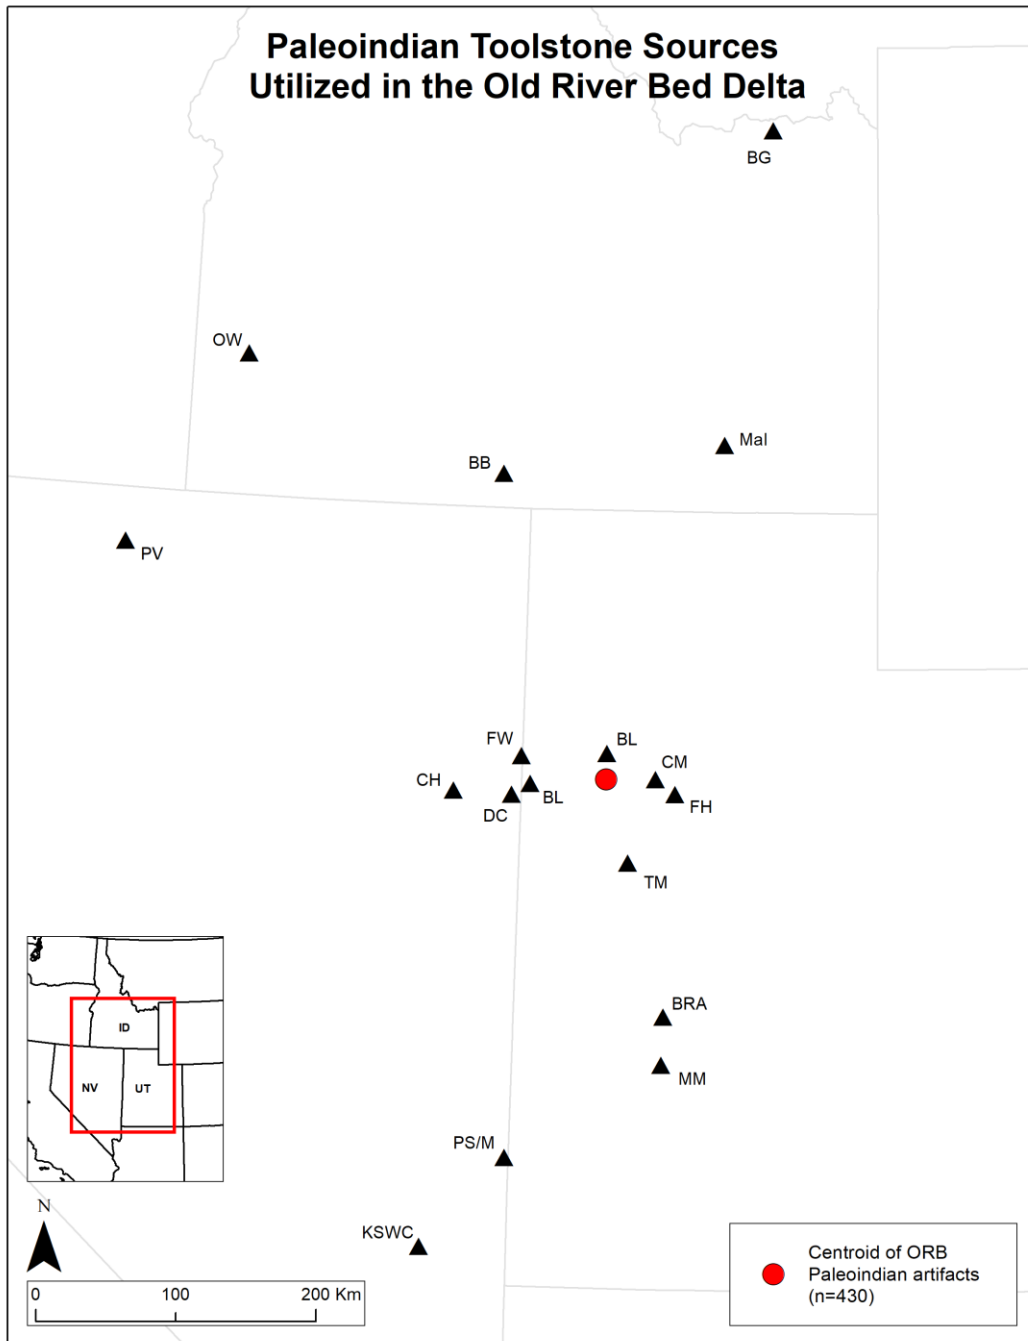 Paleoindian Toolstone Sources
Utilized in the Old River Bed Delta
BG
OW
Mal
BB
PV
FW
BL
CM
CH
BL
DC
FH
TM
BRA
MM
PS/M
KSWC
ID
NV
UT
N
0
100
200 Km
Centroid of ORB
Paleoindian artifacts
(n=430)